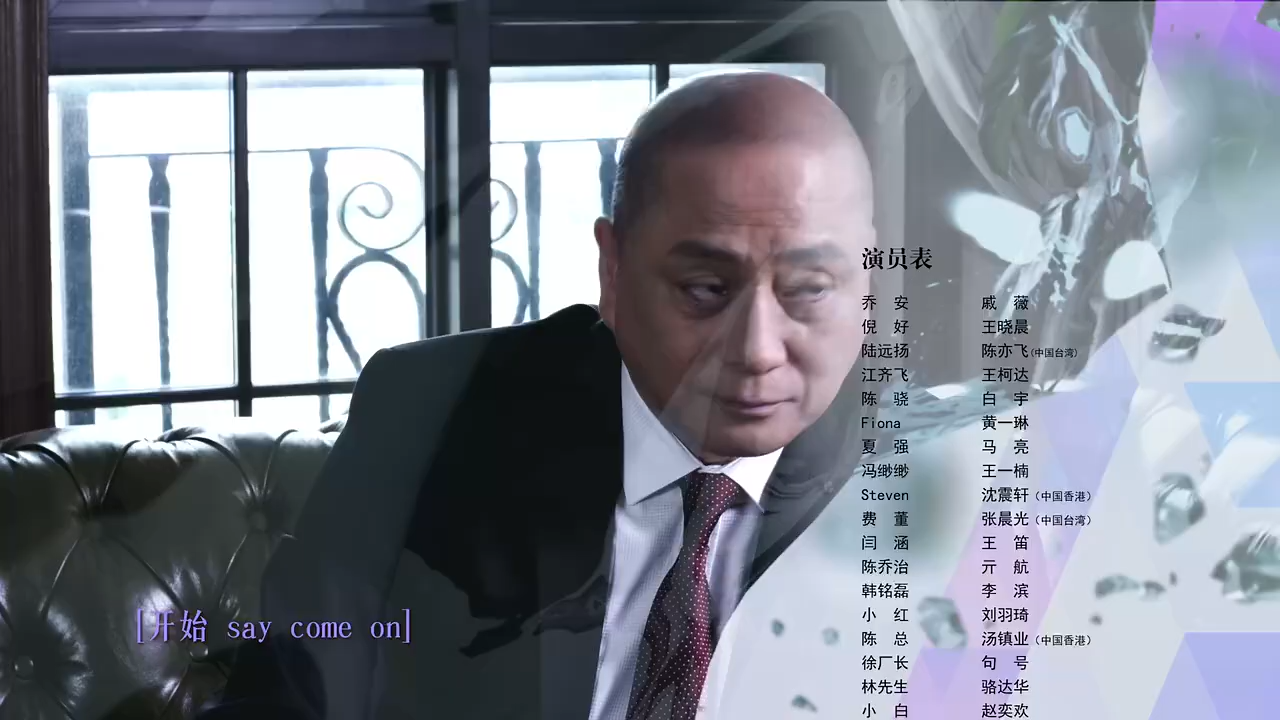 演员表
乔 安 戚 薇
倪 好 王晓晨
陆远扬 陈亦飞(中国台湾)
江齐飞 王柯达
陈 骁 白 宇
Fiona 黄一琳
夏 强 马 亮
冯缈缈 王一楠
Steven 沈震轩(中国香港)
费 董 张晨光(中国台湾)
闫 涵 王 笛
陈乔治 亓 航
韩铭磊 李 滨
小 红 刘羽琦
陈 总 汤镇业(中国香港)
徐厂长 句 号
林先生 骆达华
小 白 赵奕欢
[开始 say come on]